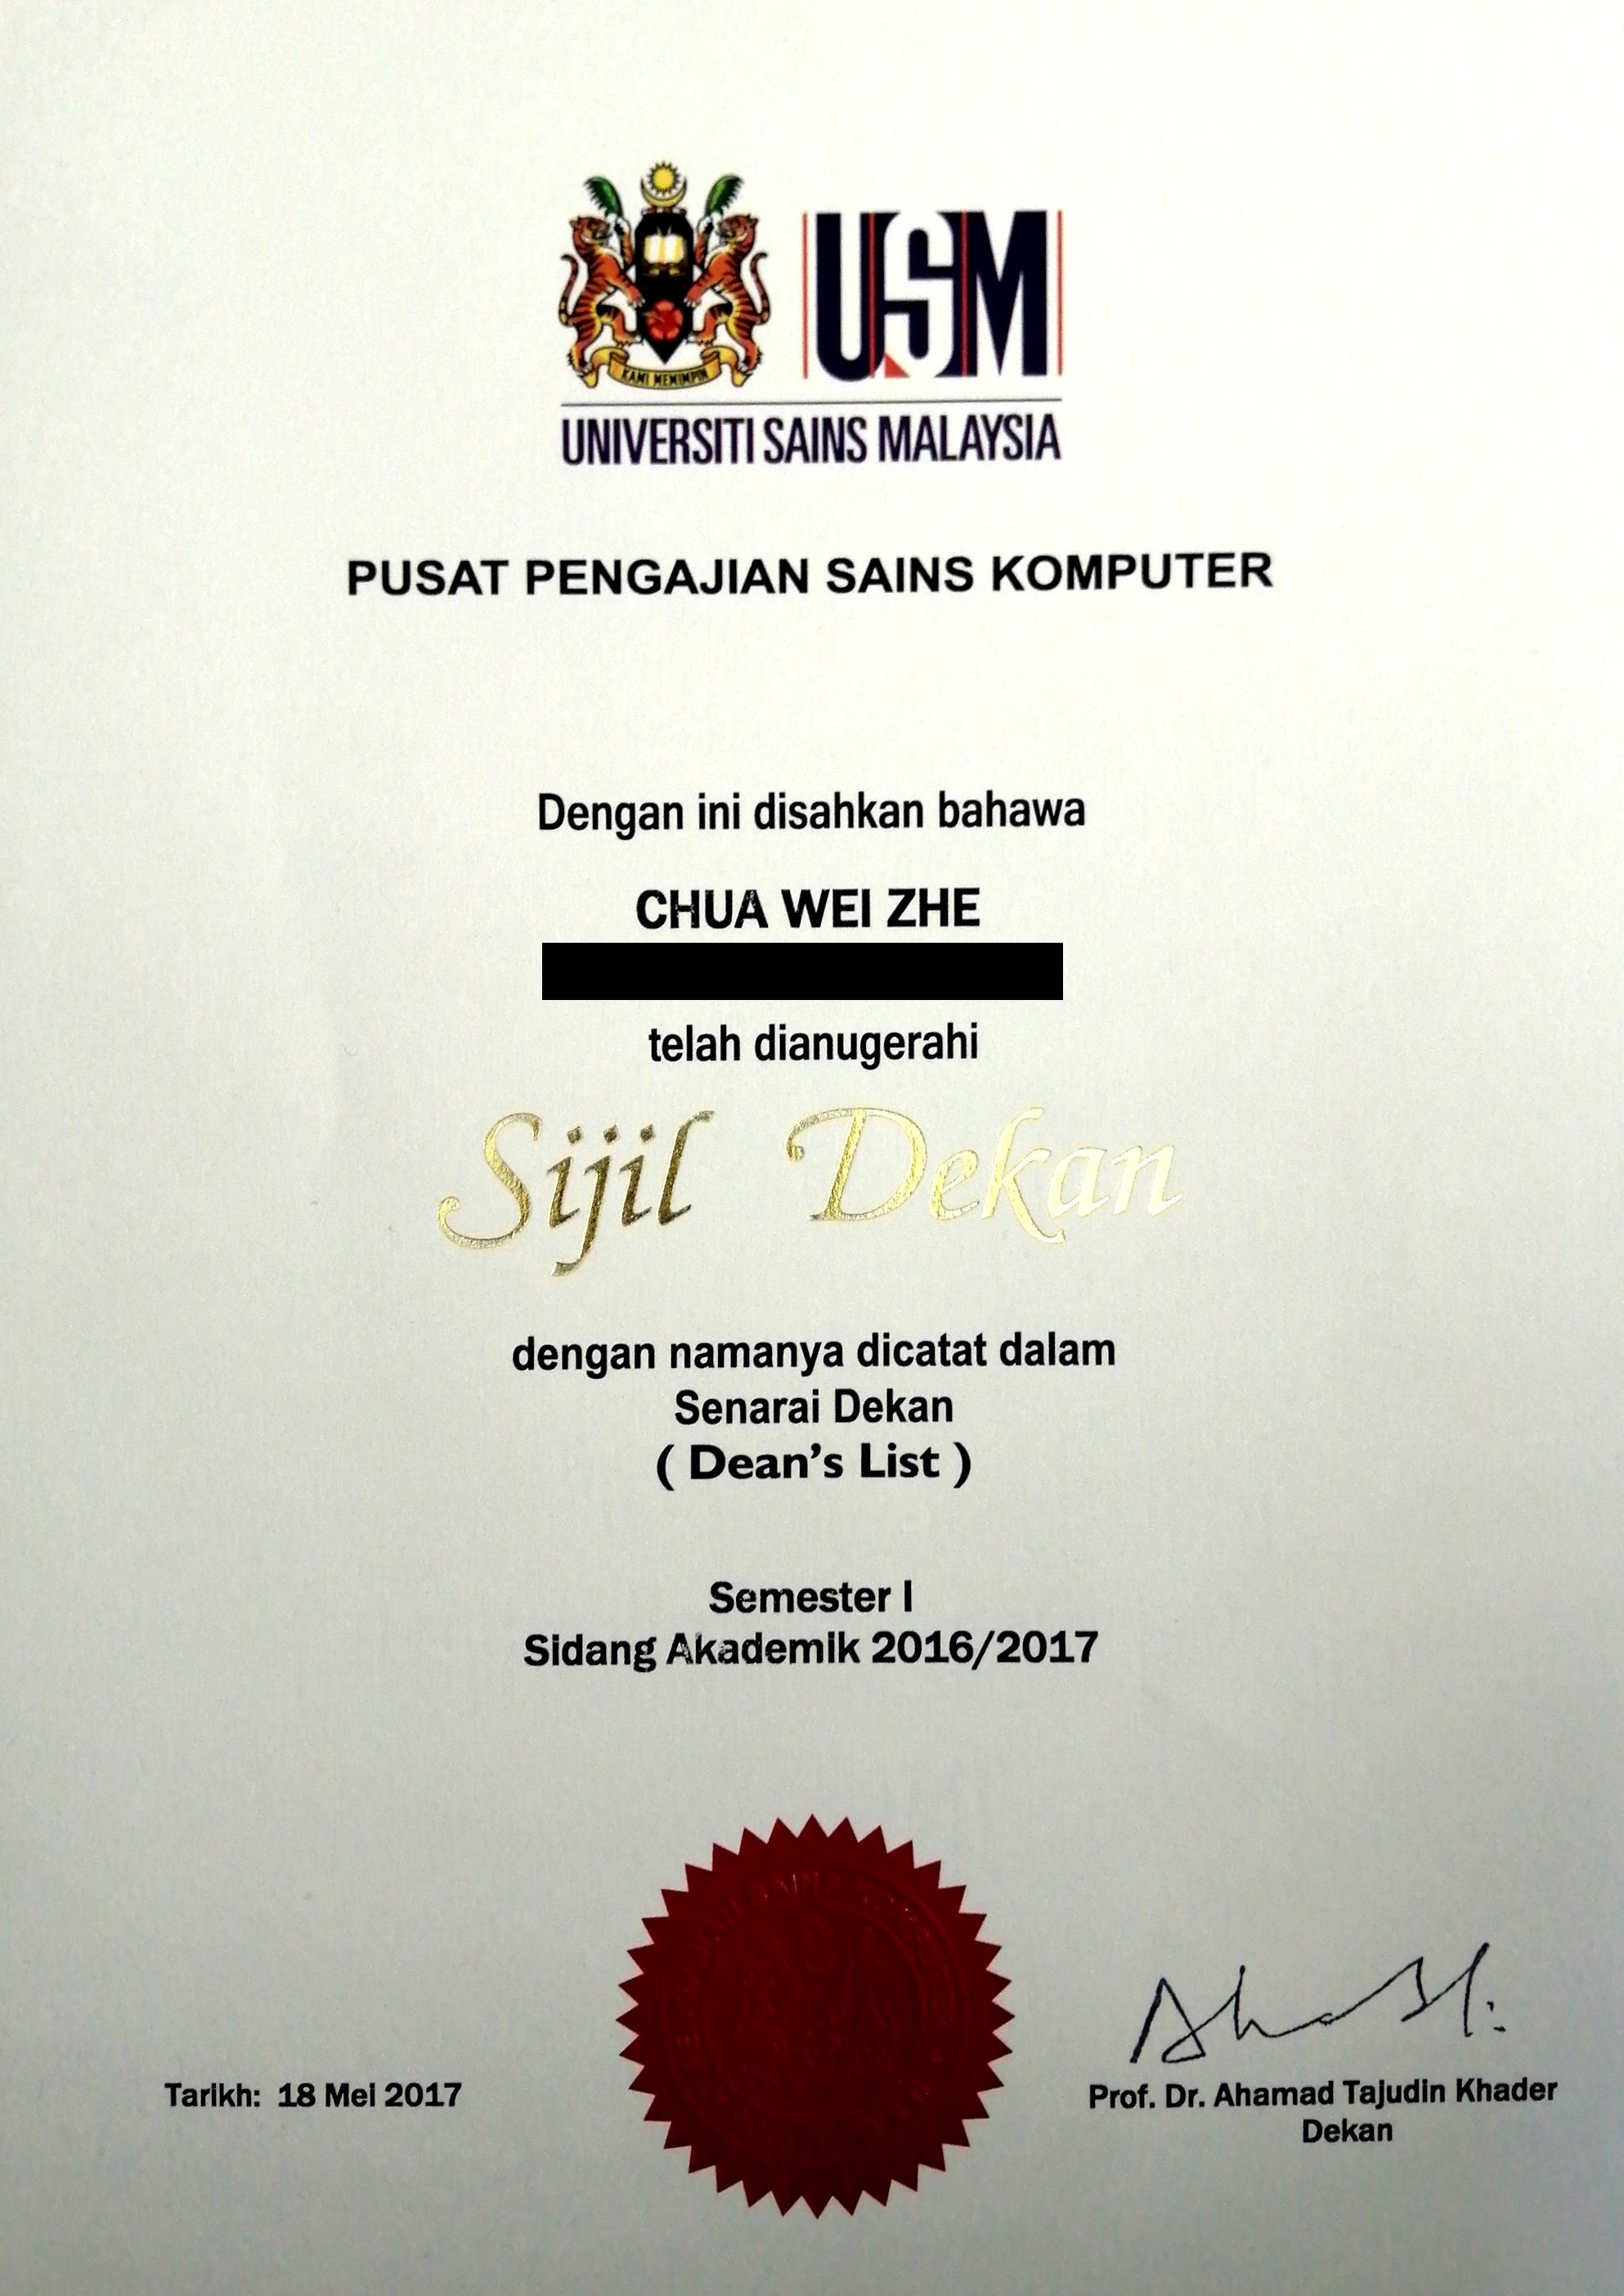 KAMI MEMIMPIN
USM
UNIVERSITI SAINS MALAYSIA
PUSAT PENGAJIAN SAINS KOMPUTER
Dengan ini disahkan bahawa
CHUA WEI ZHE
telah dianugerahi
Sijil Dekan
dengan namanya dicatat dalam
Senarai Dekan
( Dean’s List )
Semester I
Sidang Akademik 2016/2017
Tarikh: 18 Mei 2017
Prof. Dr. Ahamad Tajudin Khader
Dekan